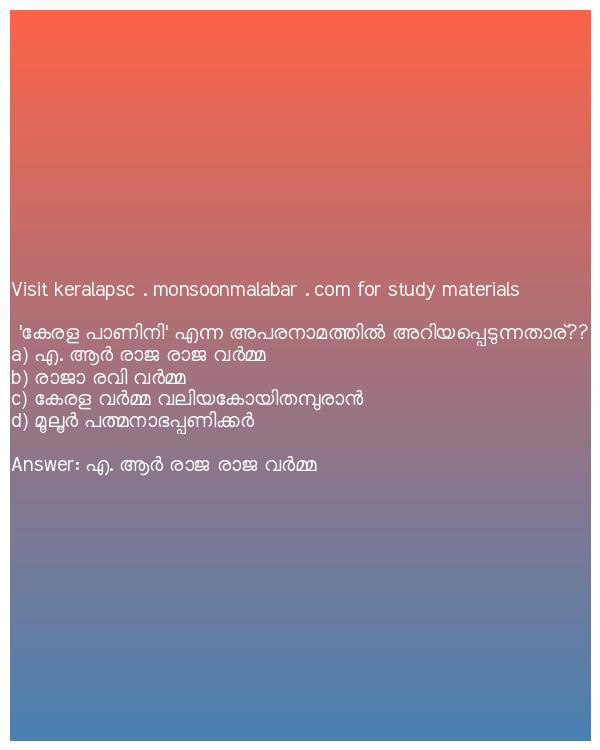 Visit keralapsc . monsoonmalabar . com for study materials
'കേരള പാണിനി' എന്ന അപരനാമത്തിൽ അറിയപ്പെടുന്നതാര്??
a) എ. ആർ രാജ രാജ വർമ്മ
b) രാജാ രവി വർമ്മ
c) കേരള വർമ്മ വലിയകോയിതമ്പുരാൻ
d) മൂലൂർ പത്മനാഭപ്പണിക്കർ
Answer: എ. ആർ രാജ രാജ വർമ്മ